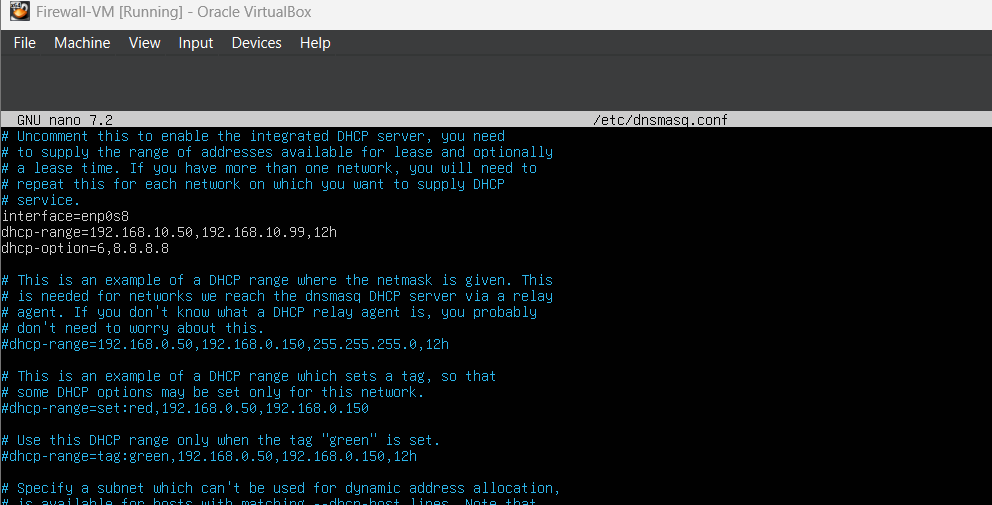 Firewall-VM [Running] - Oracle VirtualBox
File Machine View Input Devices Help
GNU nano 7.2 /etc/dnsmasq.conf
# Uncomment this to enable the integrated DHCP server, you need
# to supply the range of addresses available for lease and optionally
# a lease time. If you have more than one network, you will need to
# repeat this for each network on which you want to supply DHCP
# service.
interface=enp0s8
dhcp-range=192.168.10.50,192.168.10.99,12h
dhcp-option=6,8.8.8.8
# This is an example of a DHCP range where the netmask is given. This
# is needed for networks we reach the dnsmasq DHCP server via a relay
# agent. If you don't know what a DHCP relay agent is, you probably
# don't need to worry about this.
#dhcp-range=192.168.0.50,192.168.0.150,255.255.255.0,12h
# This is an example of a DHCP range which sets a tag, so that
# some DHCP options may be set only for this network.
#dhcp-range=set:red,192.168.0.50,192.168.0.150
# Use this DHCP range only when the tag "green" is set.
#dhcp-range=tag:green,192.168.0.50,192.168.0.150,12h
# Specify a subnet which can't be used for dynamic address allocation,
# is available for hosts with matching --dhcp-host lines. Note that